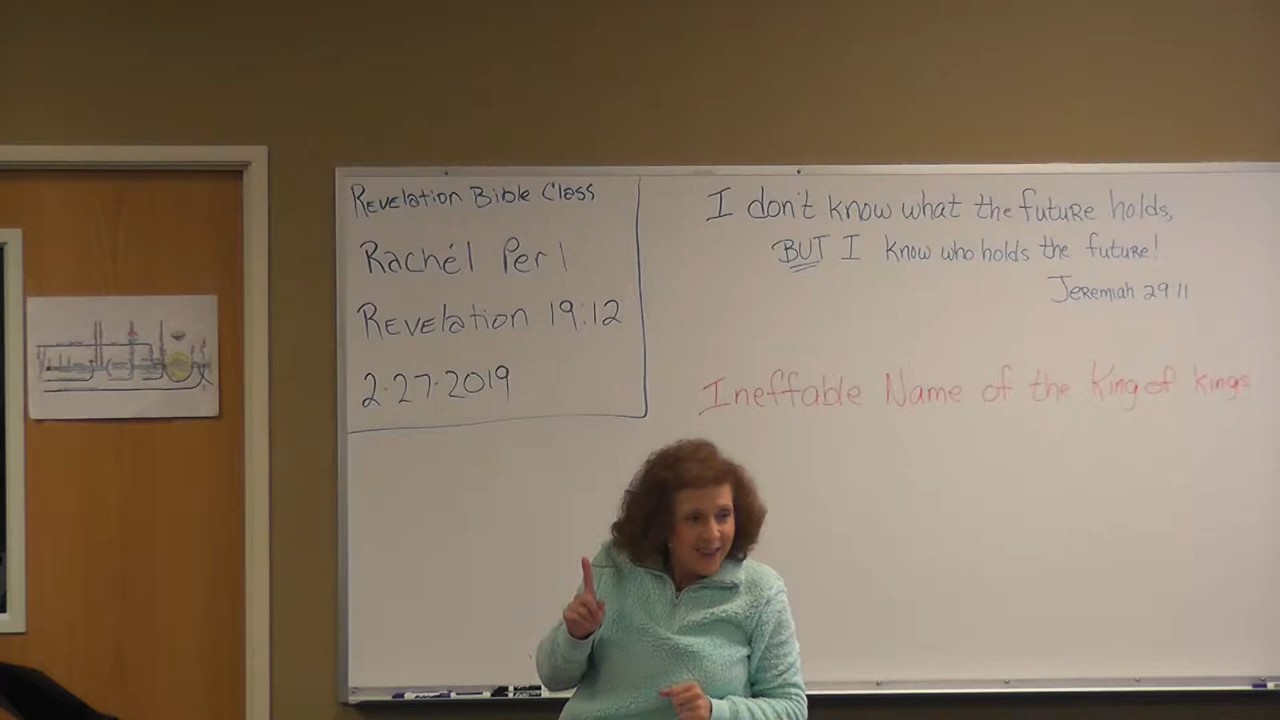 Revelation Bible Class
Rachél Perl
Revelation 19:12
2-27-2019
I don't know what the future holds,
BUT I know who holds the future!
Jeremiah 29 11
Ineffable Name of the King of kings